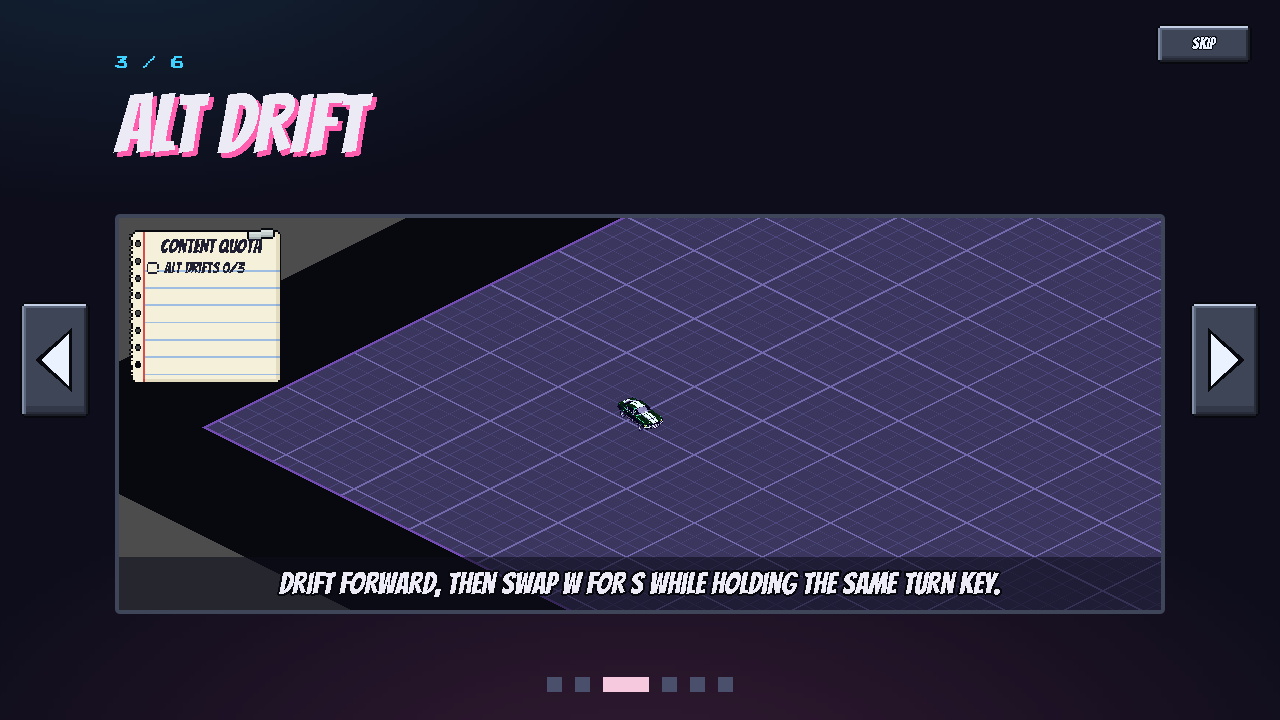 3 / 6
SKIP
ALT DRIFT
CONTENT QUOTA
ALT DRIFTS 0/3
DRIFT FORWARD, THEN SWAP W FOR S WHILE HOLDING THE SAME TURN KEY.